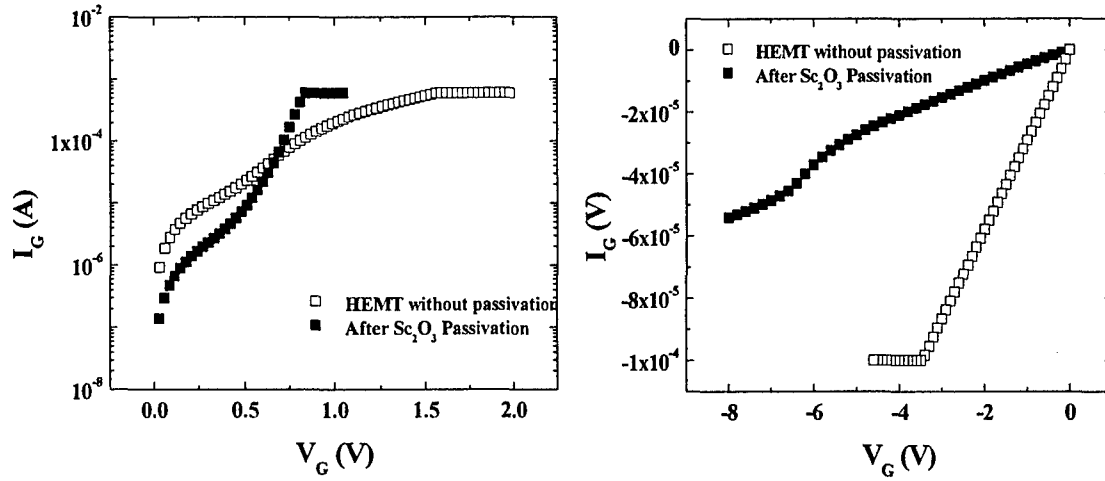 10⁻²
1x10⁻⁴
10⁻⁶
10⁻⁸
I_G (A)
□ HEMT without passivation
■ After Sc₂O₃ Passivation
0.0 0.5 1.0 1.5 2.0
V_G (V)
□ HEMT without passivation
■ After Sc₂O₃ Passivation
0
-2x10⁻⁵
-4x10⁻⁵
-6x10⁻⁵
-8x10⁻⁵
-1x10⁻⁴
I_G (V)
-8 -6 -4 -2 0
V_G (V)